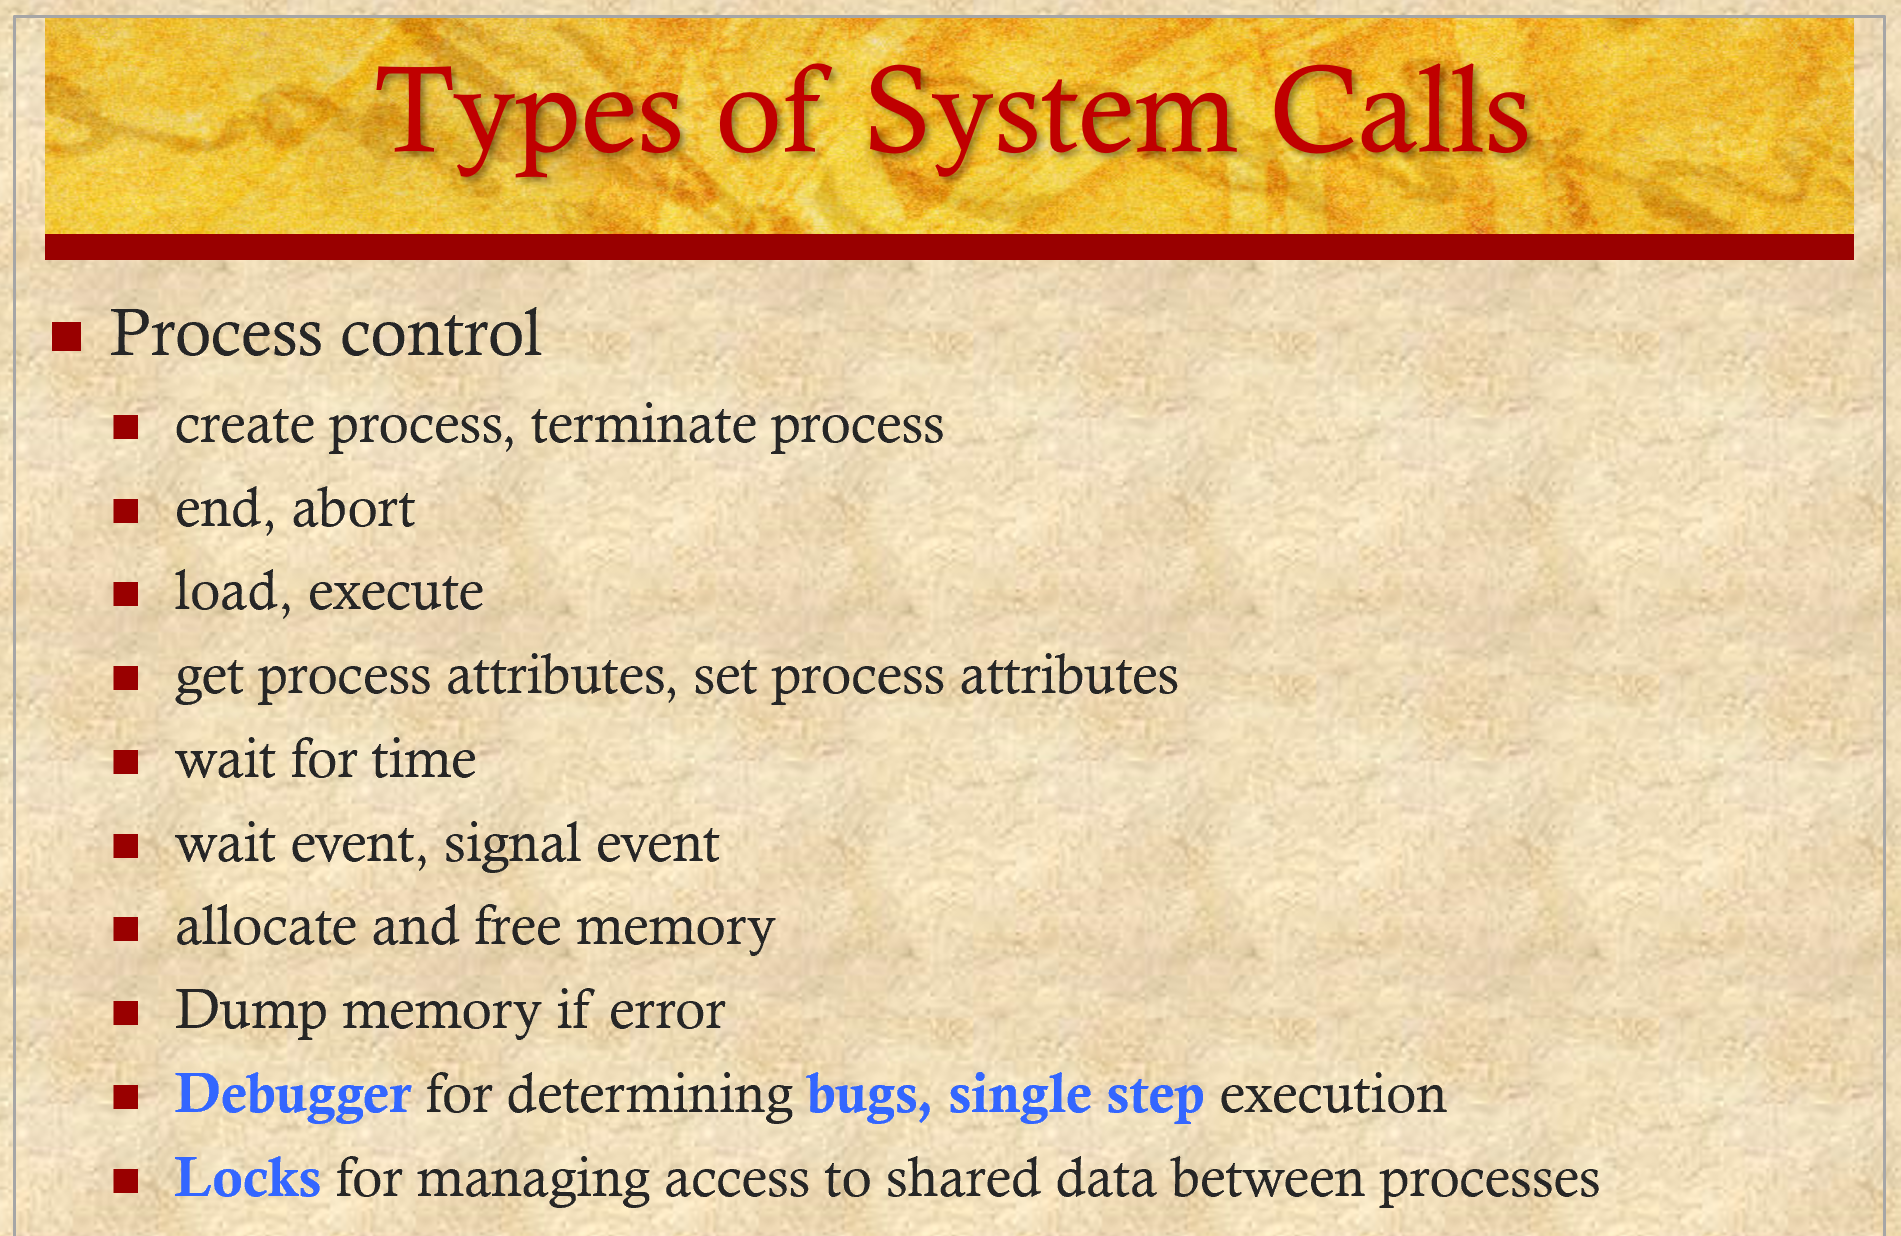 Types of System Calls
Process control
create process, terminate process
end, abort
load, execute
get process attributes, set process attributes
wait for time
wait event, signal event
allocate and free memory
Dump memory if error
Debugger for determining bugs, single step execution
Locks for managing access to shared data between processes